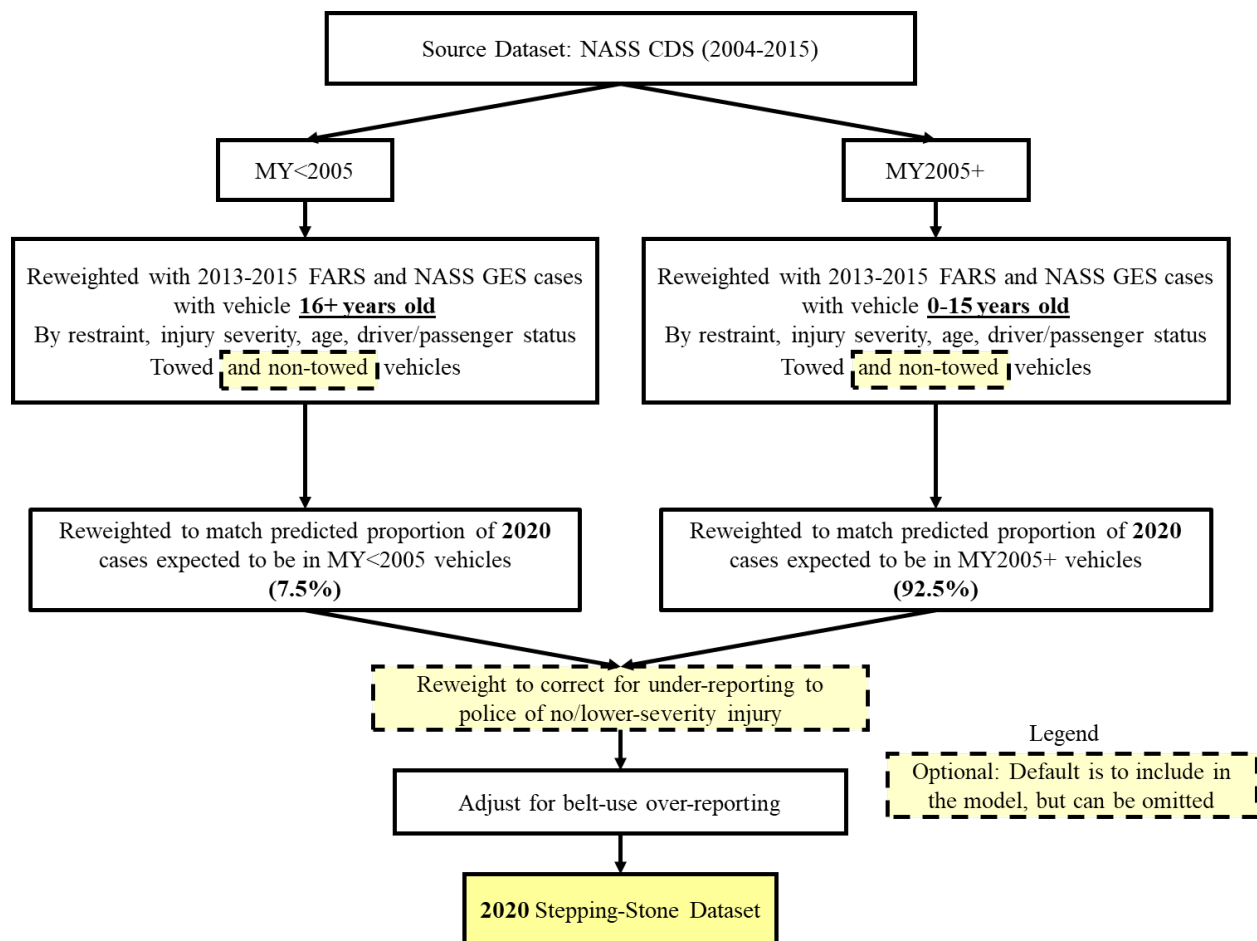 Source Dataset: NASS CDS (2004-2015)
MY<2005
MY2005+
Reweighted with 2013-2015 FARS and NASS GES cases
with vehicle 16+ years old
By restraint, injury severity, age, driver/passenger status
Towed and non-towed vehicles
Reweighted with 2013-2015 FARS and NASS GES cases
with vehicle 0-15 years old
By restraint, injury severity, age, driver/passenger status
Towed and non-towed vehicles
Reweighted to match predicted proportion of 2020
cases expected to be in MY<2005 vehicles
(7.5%)
Reweighted to match predicted proportion of 2020
cases expected to be in MY2005+ vehicles
(92.5%)
Reweight to correct for under-reporting to
police of no/lower-severity injury
Legend
Optional: Default is to include in
the model, but can be omitted
Adjust for belt-use over-reporting
2020 Stepping-Stone Dataset